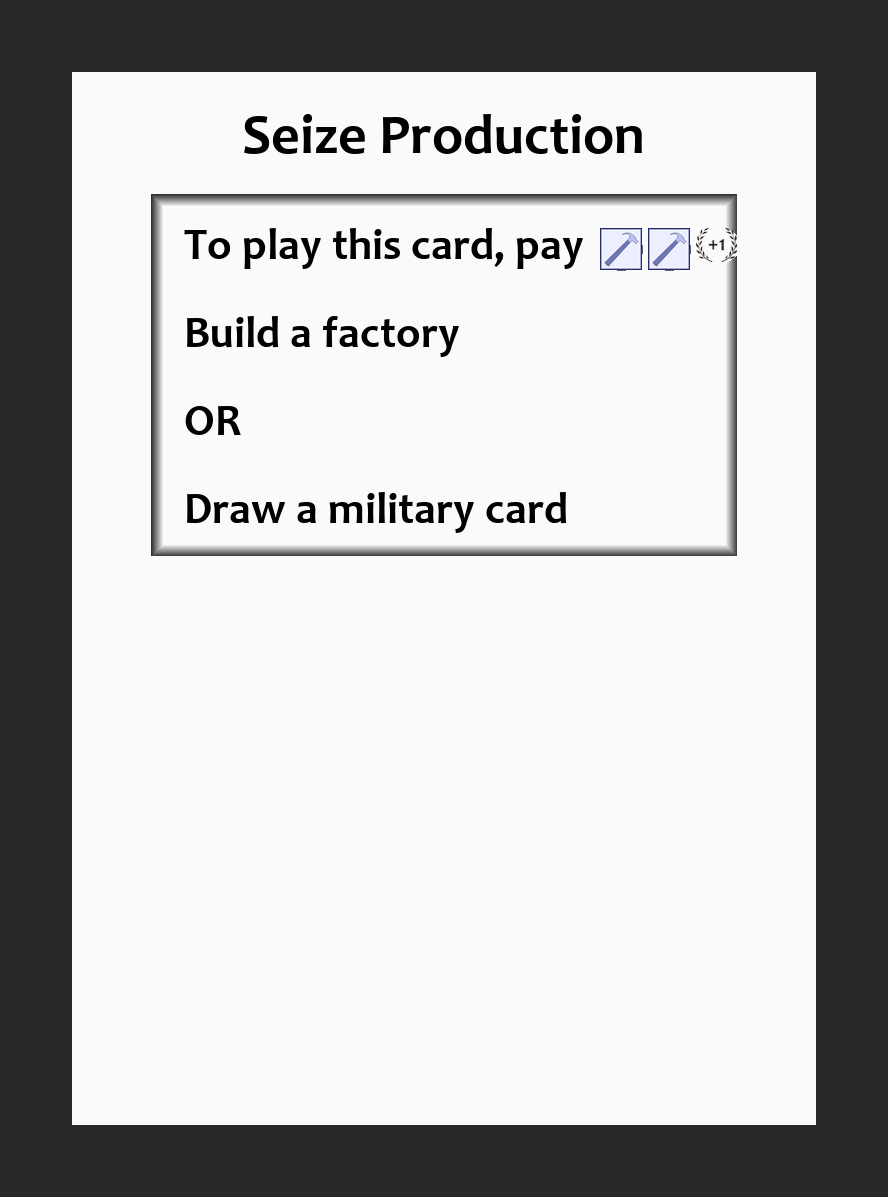 Seize Production
To play this card, pay +1
Build a factory
OR
Draw a military card